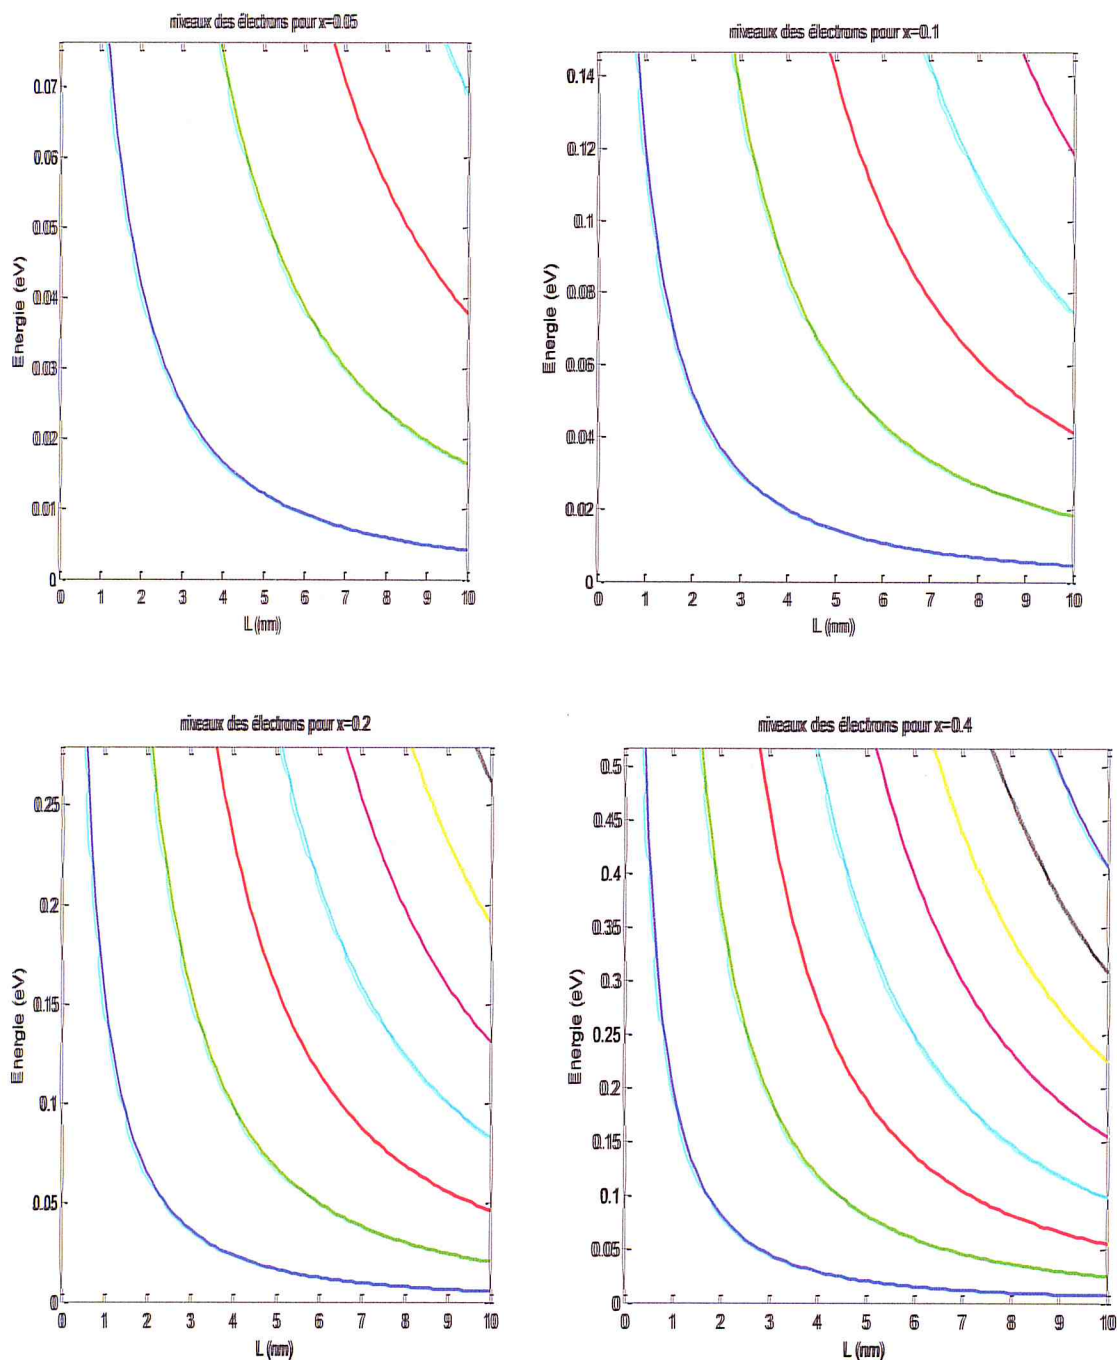 niveaux des électrons pour x=0.05
0.07
0.06
0.05
0.04
0.03
0.02
0.01
0
Energie (eV)
0 1 2 3 4 5 6 7 8 9 10
L (nm)
niveaux des électrons pour x=0.1
0.14
0.12
0.1
0.08
0.06
0.04
0.02
0
Energie (eV)
0 1 2 3 4 5 6 7 8 9 10
L (nm)
niveaux des électrons pour x=0.2
0.25
0.2
0.15
0.1
0.05
0
Energie (eV)
0 1 2 3 4 5 6 7 8 9 10
L (nm)
niveaux des électrons pour x=0.4
0.5
0.45
0.4
0.35
0.3
0.25
0.2
0.15
0.1
0.05
0
Energie (eV)
0 1 2 3 4 5 6 7 8 9 10
L (nm)